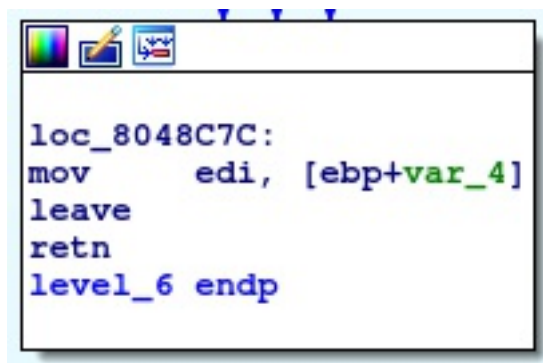 loc_8048C7C:
mov     edi, [ebp+var_4]
leave
retn
level_6 endp